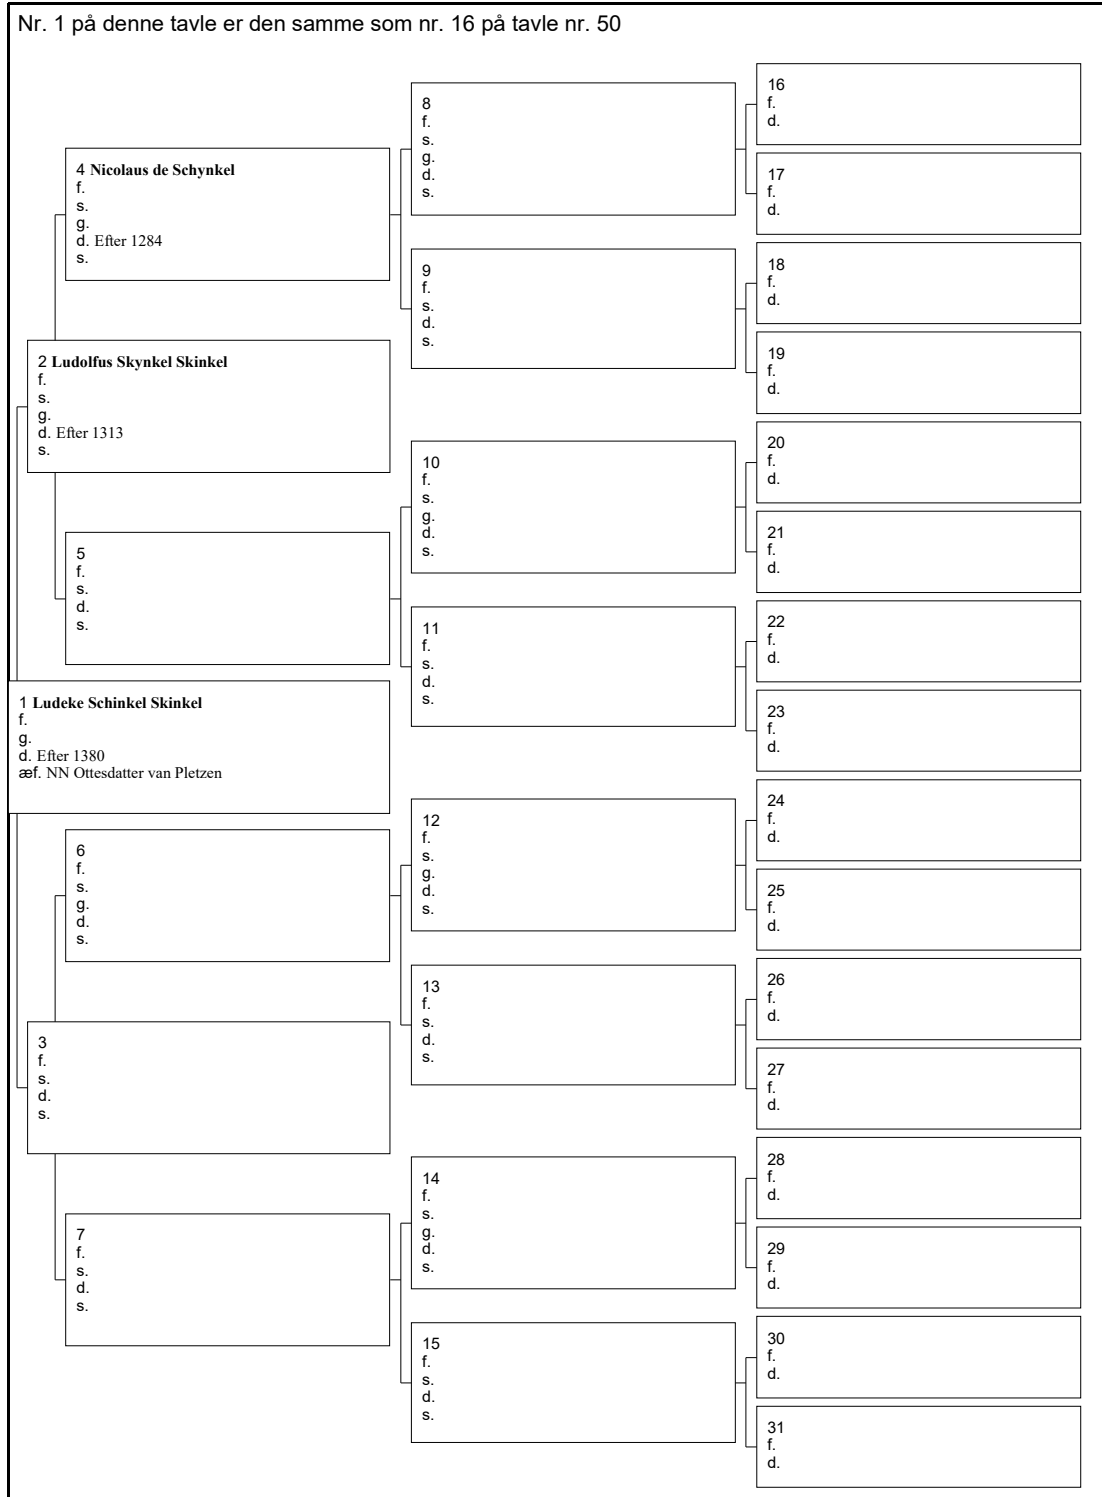 Nr. 1 på denne tavle er den samme som nr. 16 på tavle nr. 50
16
f.
d.
8
f.
s.
g.
d.
s.
4 Nicolaus de Schynkel
f.
s.
g.
d. Efter 1284
s.
17
f.
d.
9
f.
s.
d.
s.
18
f.
d.
2 Ludolfus Skynkel Skinkel
f.
s.
g.
d. Efter 1313
s.
19
f.
d.
10
f.
s.
g.
d.
s.
20
f.
d.
5
f.
s.
d.
s.
21
f.
d.
11
f.
s.
d.
s.
22
f.
d.
1 Ludeke Schinkel Skinkel
f.
g.
d. Efter 1380
æf. NN Ottesdatter van Pletzen
23
f.
d.
12
f.
s.
g.
d.
s.
24
f.
d.
6
f.
s.
g.
d.
s.
25
f.
d.
13
f.
s.
d.
s.
26
f.
d.
3
f.
s.
d.
s.
27
f.
d.
14
f.
s.
g.
d.
s.
28
f.
d.
7
f.
s.
d.
s.
29
f.
d.
15
f.
s.
d.
s.
30
f.
d.
31
f.
d.